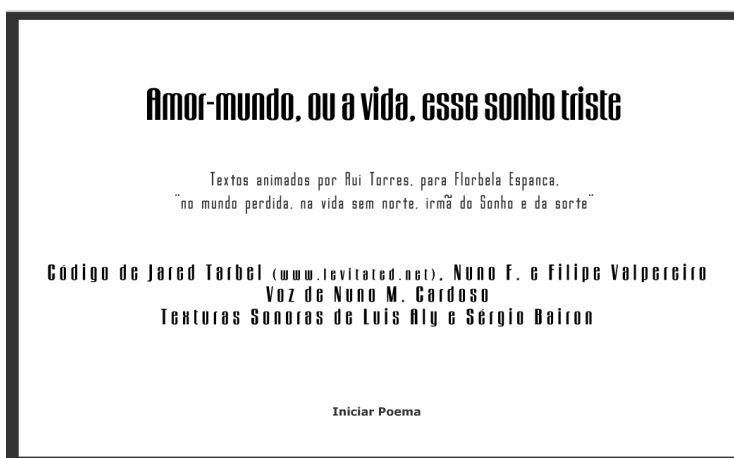 Amor-mundo, ou a vida, esse sonho triste
Textos animados por Rui Torres, para Florbela Espanca,
¨no mundo perdida, na vida sem norte, irmã do Sonho e da sorte¨
Código de Jared Tarbel (www.levitated.net), Nuno F. e Filipe Valpereiro
Voz de Nuno M. Cardoso
Texturas Sonoras de Luis Aly e Sérgio Bairon
Iniciar Poema